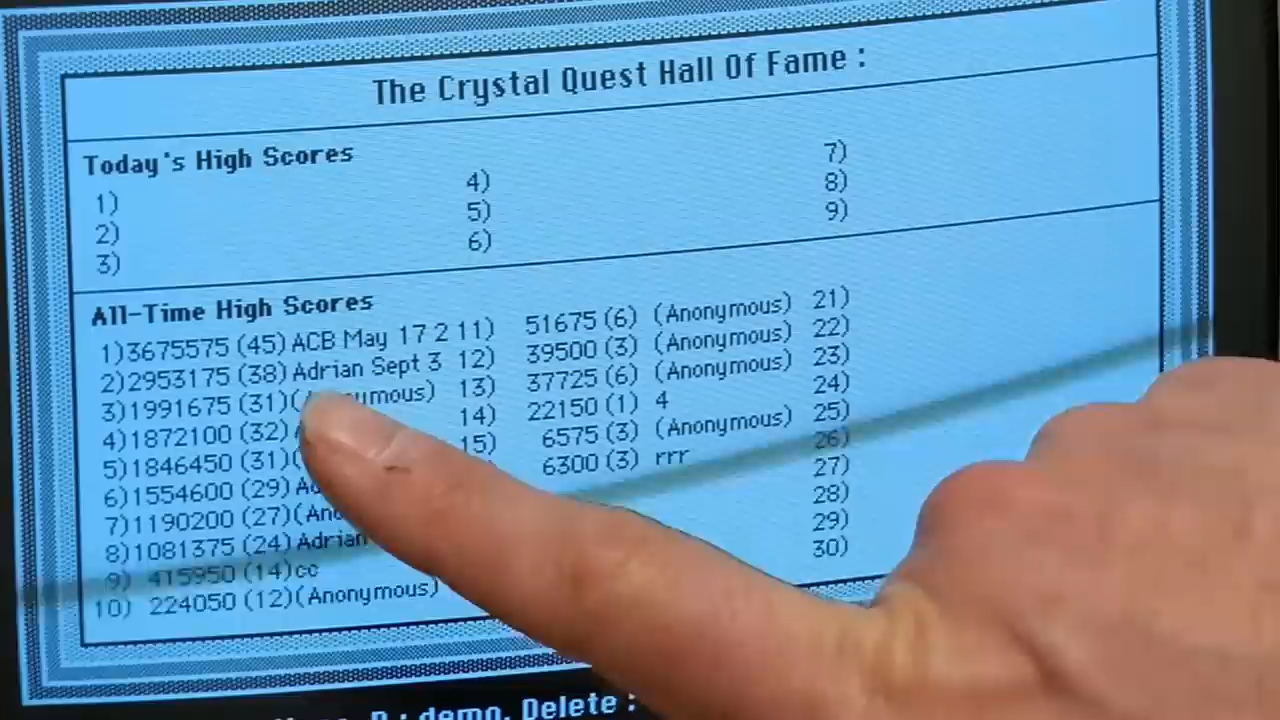 The Crystal Quest Hall Of Fame :
Today's High Scores
1)
2)
3)
4)
5)
6)
7)
8)
9)
All-Time High Scores
1)3675575 (45) ACB May 17 2
2)2953175 (38) Adrian Sept 3
3)1991675 (31)
4)1872100 (32)
5)1846450 (31)(
6)1554600 (29)
7)1190200 (27)
8)1081375 (24) Adrian
9) 415950 (14)cc
10) 224050 (12)(Anonymous)
11) 51675 (6) (Anonymous)
12) 39500 (3) (Anonymous)
13) 37725 (6) (Anonymous)
14) 22150 (1) 4
15) 6575 (3) (Anonymous)
6300 (3) rrr
21)
22)
23)
24)
25)
26)
27)
28)
29)
30)
demo, Delete :